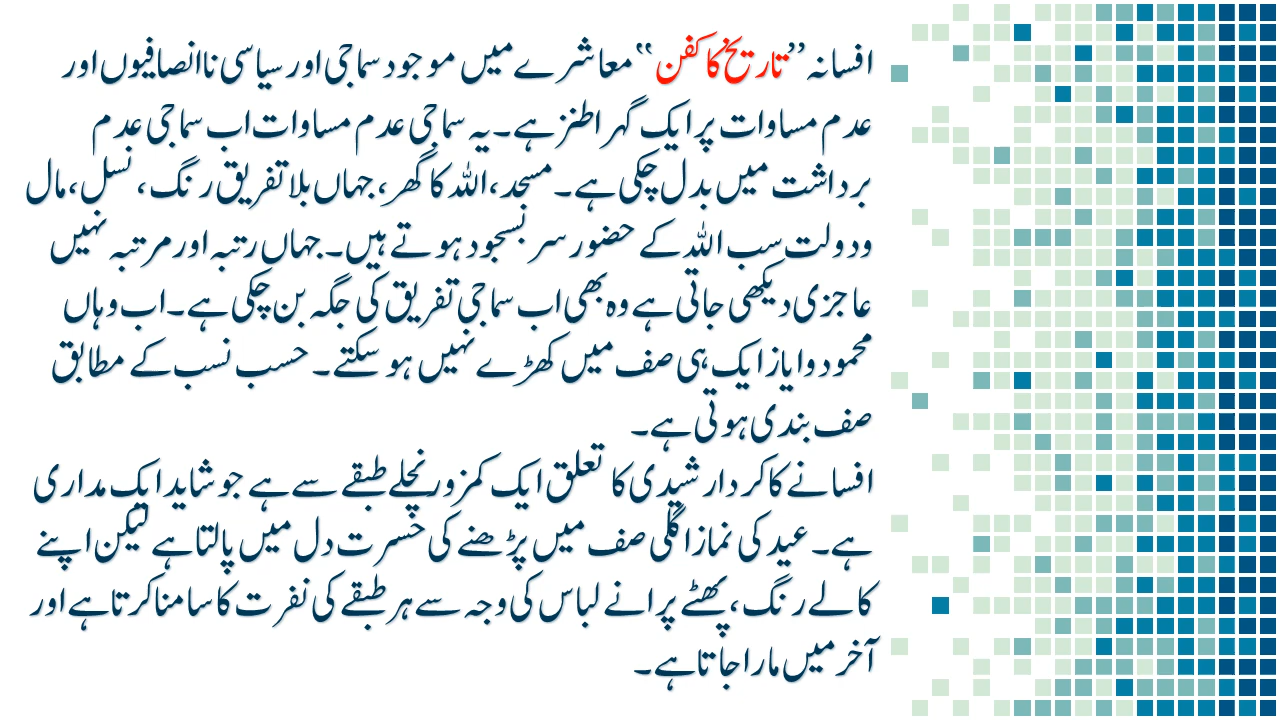 افسانہ ’’تاریخ کا کفن‘‘ معاشرے میں موجود سماجی اور سیاسی ناانصافیوں اور
عدم مساوات پر ایک گہرا طنز ہے۔ یہ سماجی عدم مساوات اب سماجی عدم
برداشت میں بدل چکی ہے۔ مسجد، اللہ کا گھر، جہاں بلا تفریق رنگ، نسل، مال
ودولت سب اللہ کے حضور سر بسجود ہوتے ہیں۔ جہاں رتبہ اور مرتبہ نہیں
عاجزی دیکھی جاتی ہے وہ بھی اب سماجی تفریق کی جگہ بن چکی ہے۔ اب وہاں
محمود و ایاز ایک ہی صف میں کھڑے نہیں ہو سکتے۔ حسب نسب کے مطابق
صف بندی ہوتی ہے۔
افسانے کا کردار شیدی کا تعلق ایک کمزور نچلے طبقے سے ہے جو شاید ایک مداری
ہے۔ عید کی نماز اگلی صف میں پڑھنے کی حسرت دل میں پالتا ہے لیکن اپنے
کالے رنگ، پھٹے پرانے لباس کی وجہ سے ہر طبقے کی نفرت کا سامنا کرتا ہے اور
آخر میں مارا جاتا ہے۔